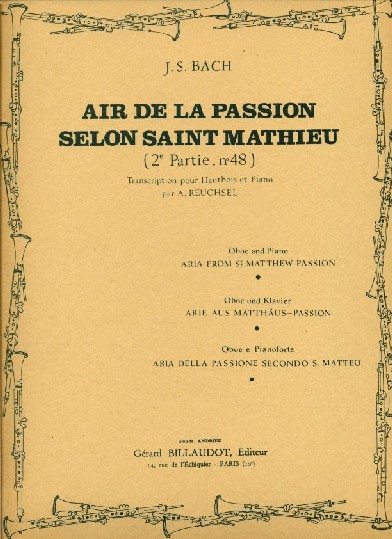 J. S. BACH
AIR DE LA PASSION
SELON SAINT MATHIEU
(2e Partie, nº48)
Transcription pour Hautbois et Piano
par A. REUCHSEL
Oboe and Piano
ARIA FROM St MATTHEW PASSION
Oboe und Klavier
ARIE AUS MATTHÄUS-PASSION
Oboe e Pianoforte
ARIA DELLA PASSIONE SECONDO S. MATTEO
Gérard BILLAUDOT, Editeur
14, rue de l'Echiquier - PARIS (10e)